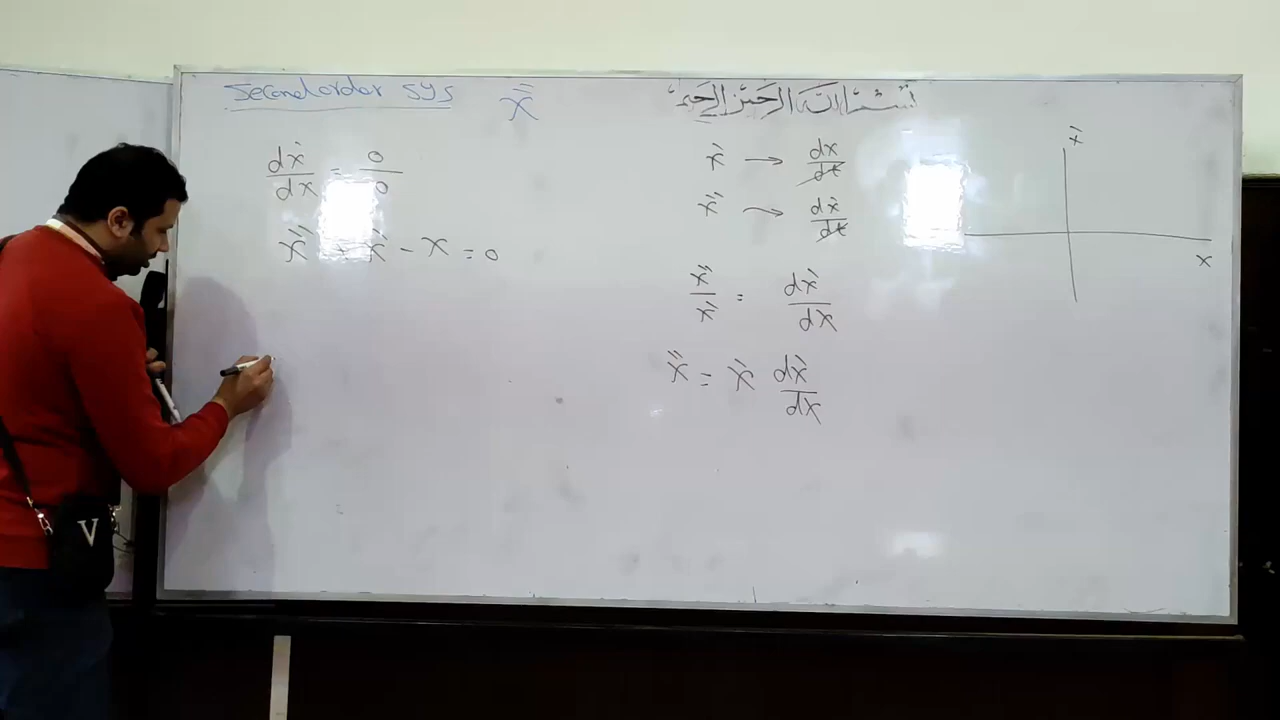 Second order sys ẍ
dẋ/dx = 0/0
ẍ + ẋ - x = 0
بسم الله الرحمن الرحيم
ẋ → dx/dt
ẍ → dẋ/dt
ẍ/ẋ = dẋ/dx
ẍ = ẋ dẋ/dx
ẋ
x
V